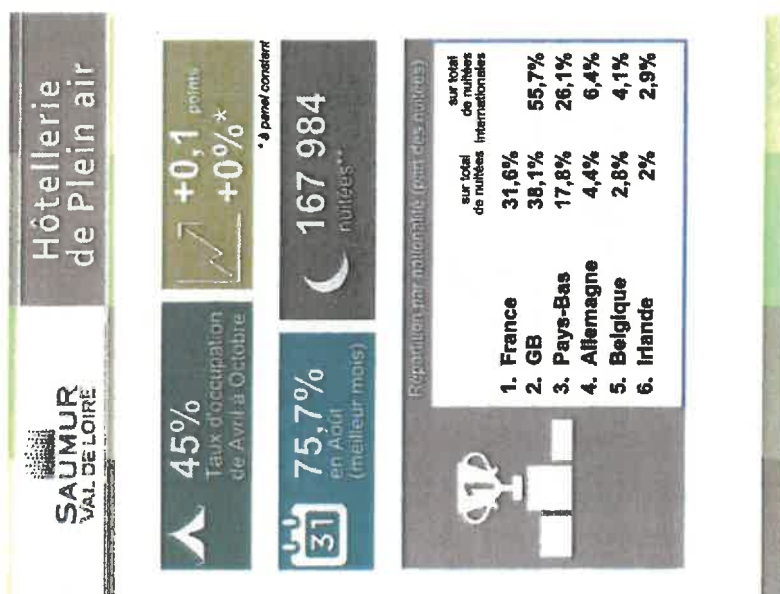 SAUMUR
VAL DE LOIRE
Hôtellerie
de Plein air
45%
Taux d'occupation
de Avril à Octobre
+0,1 points
+0%*
* à panel constant
31
75,7%
en Aout
(meilleur mois)
167 984
nuitées**
Répartition par nationalité (part des nuitées)
sur total de nuitées
sur total de nuitées Internationales
1. France 31,6%
2. GB 38,1% 55,7%
3. Pays-Bas 17,8% 26,1%
4. Allemagne 4,4% 6,4%
5. Belgique 2,8% 4,1%
6. Irlande 2% 2,9%
1